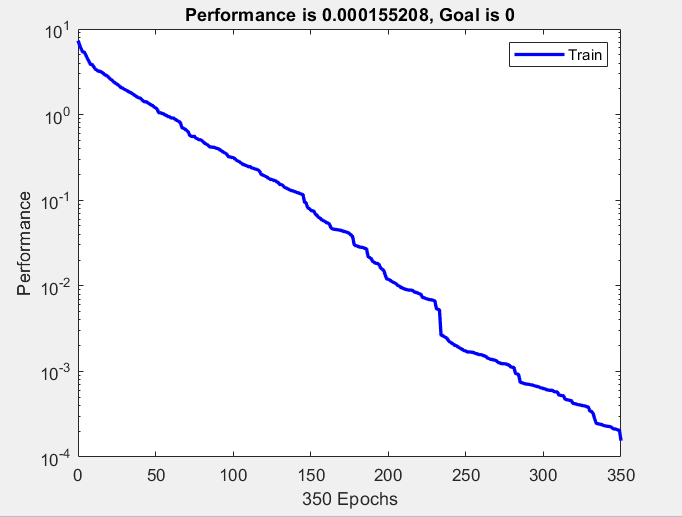 Performance is 0.000155208, Goal is 0
10^1
Train
10^0
10^-1
10^-2
10^-3
10^-4
Performance
0 50 100 150 200 250 300 350
350 Epochs